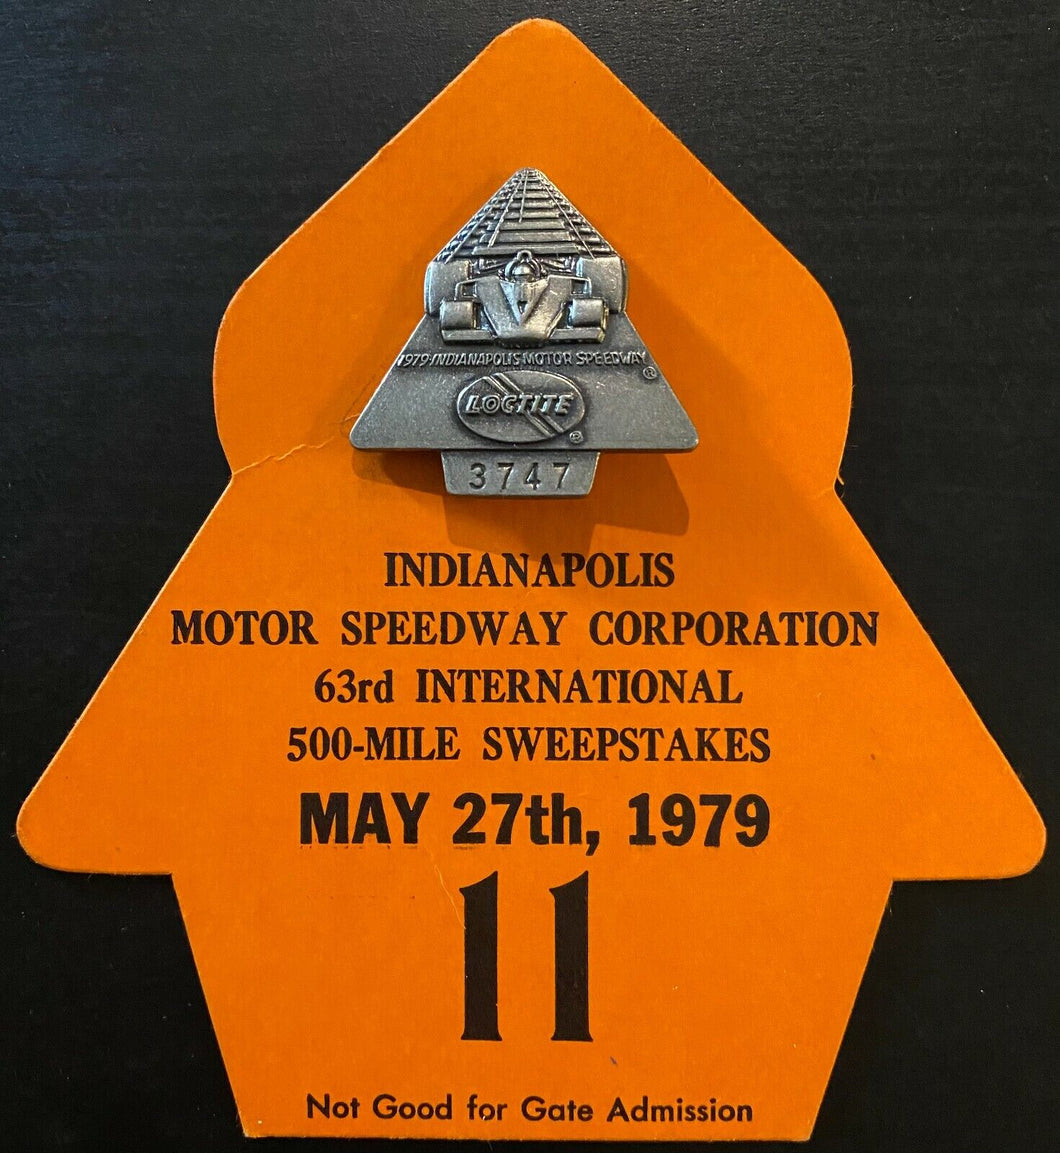 1979·INDIANAPOLIS·MOTOR SPEEDWAY
®
LOCTITE
®
3747
INDIANAPOLIS
MOTOR SPEEDWAY CORPORATION
63rd INTERNATIONAL
500-MILE SWEEPSTAKES
MAY 27th, 1979
11
Not Good for Gate Admission